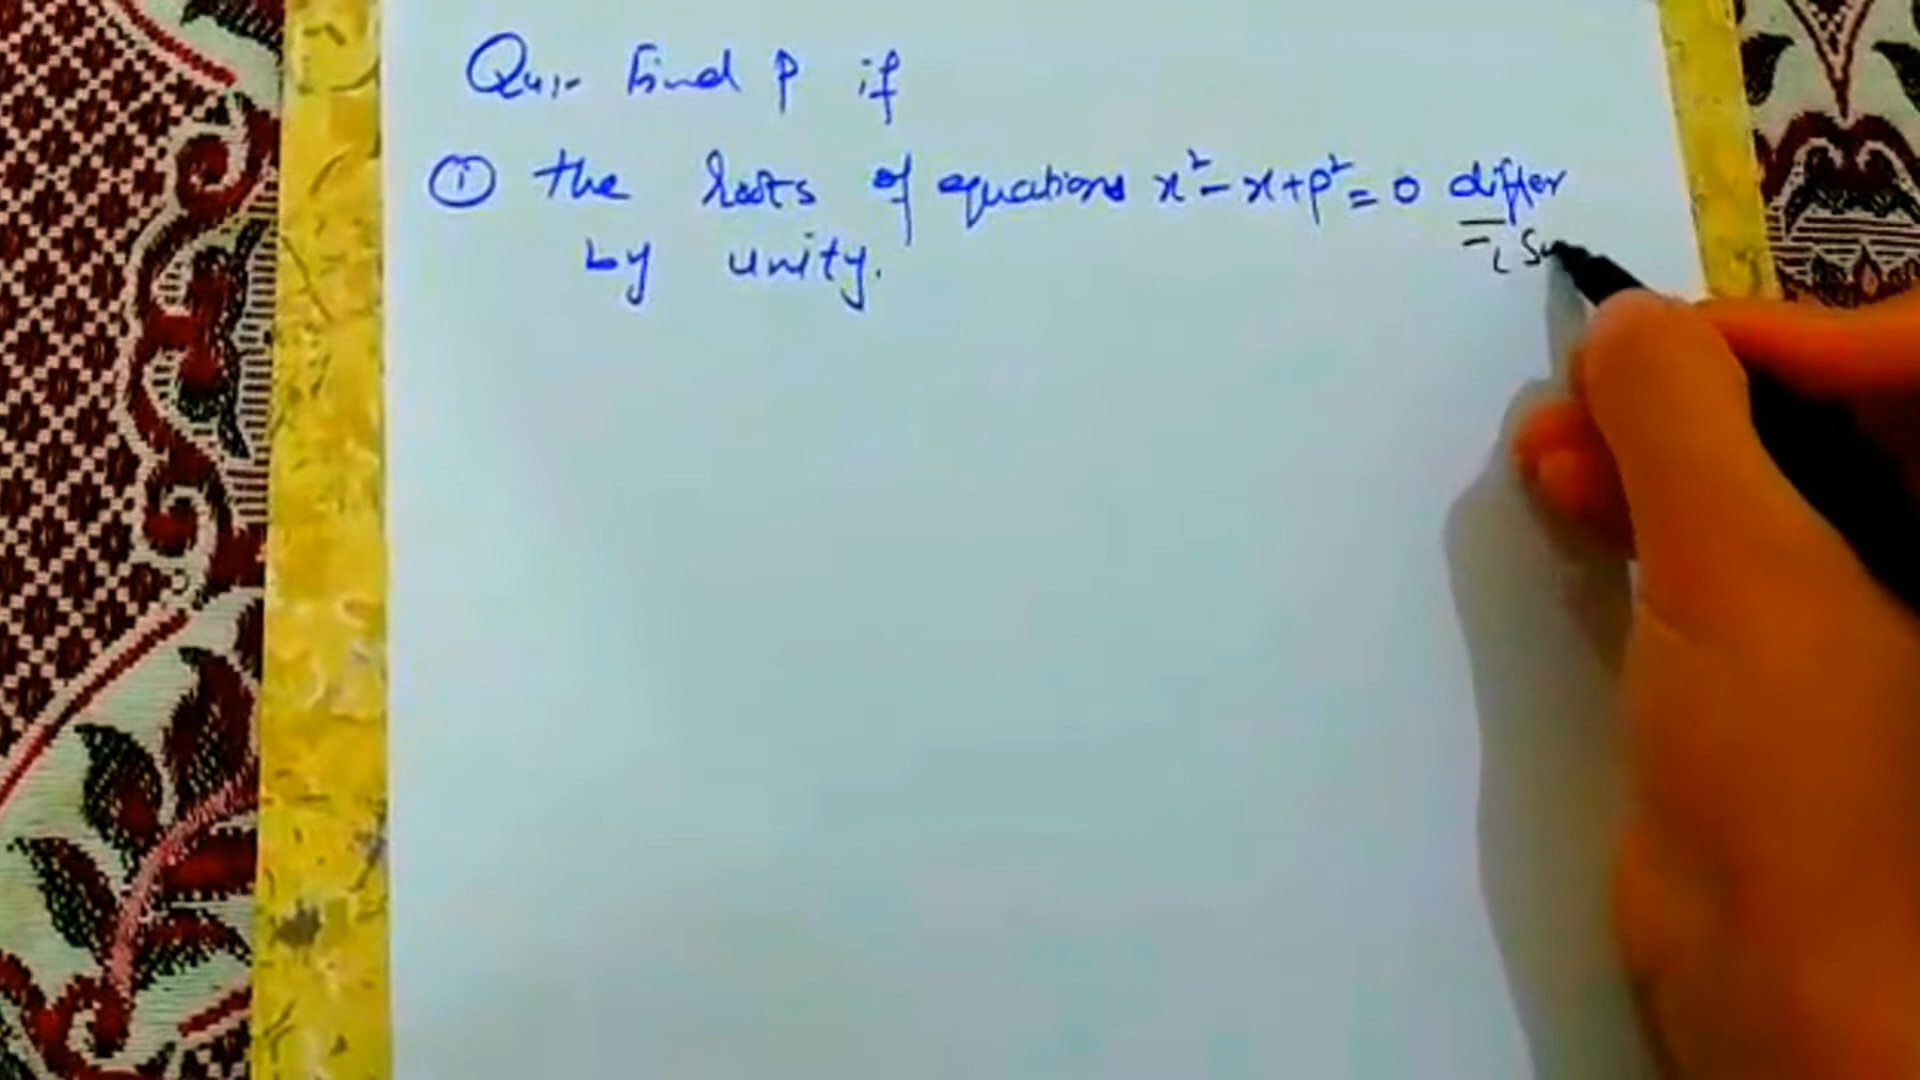 Qu:- Find P if
① the roots of equations x²-x+p²=0 differ
by unity.